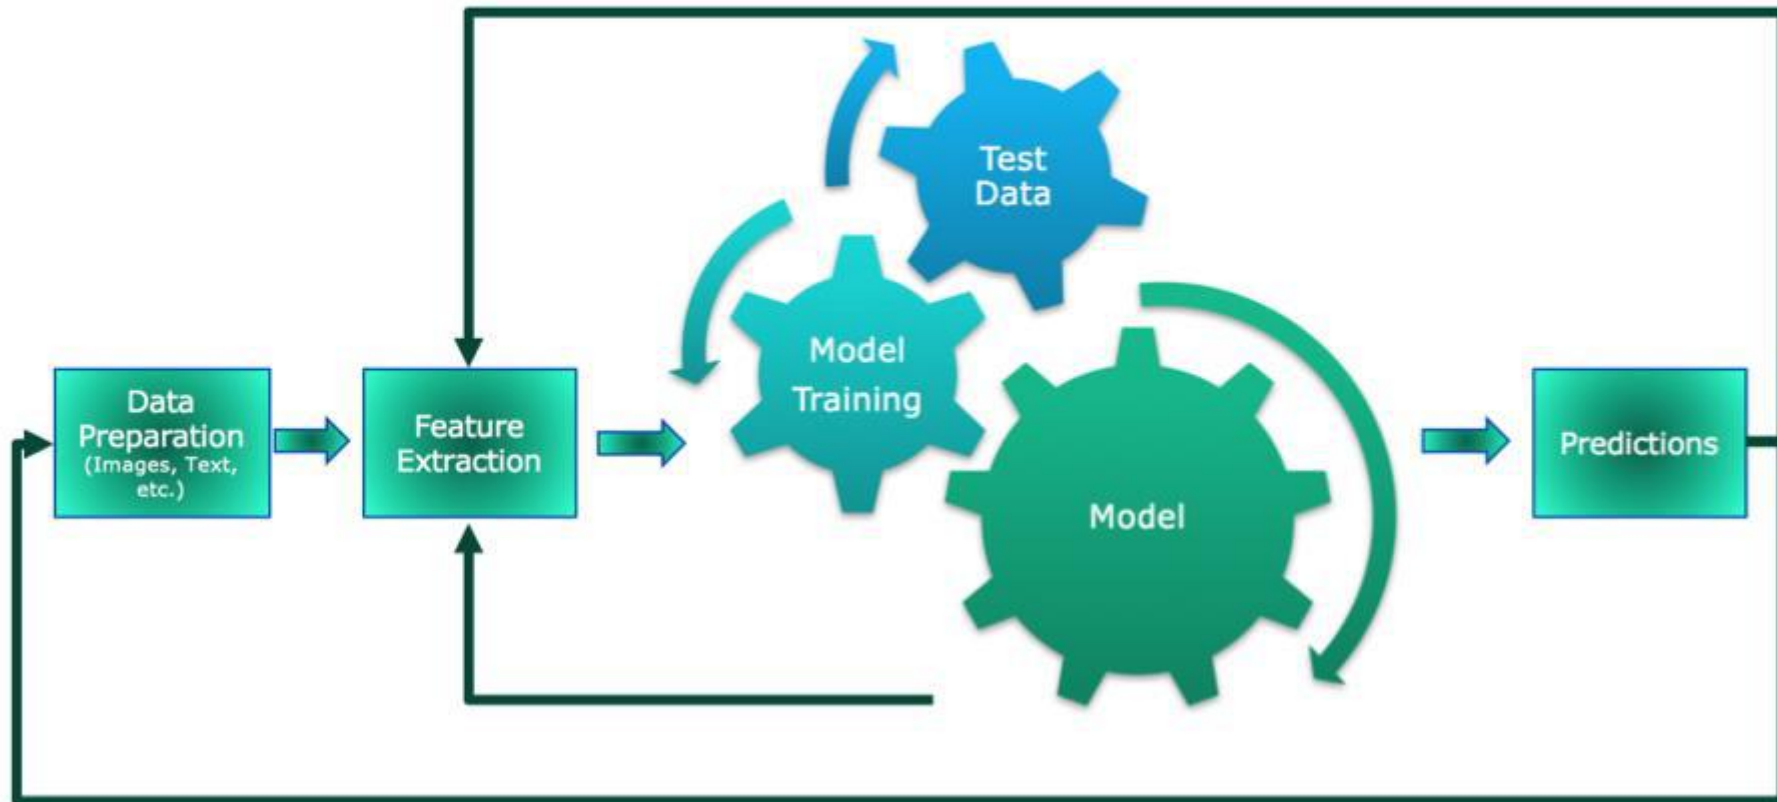 Data
Preparation
(Images, Text,
etc.)
Feature
Extraction
Test
Data
Model
Training
Model
Predictions